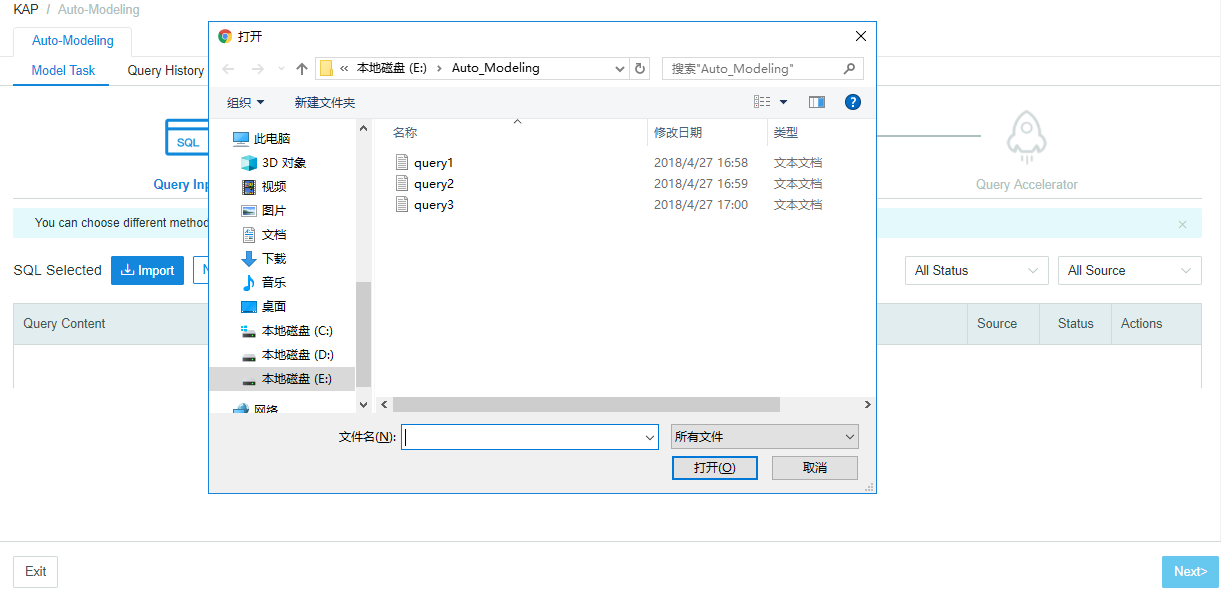 KAP / Auto-Modeling
Auto-Modeling
Model Task
Query History
SQL
Query Inp
Query Accelerator
You can choose different method
SQL Selected
Import
N
All Status
All Source
Query Content
Source
Status
Actions
Exit
Next>
打开
« 本地磁盘 (E:) › Auto_Modeling
搜索"Auto_Modeling"
组织
新建文件夹
?
此电脑
3D 对象
视频
图片
文档
下载
音乐
桌面
本地磁盘 (C:)
本地磁盘 (D:)
本地磁盘 (E:)
网络
名称
修改日期
类型
query1 2018/4/27 16:58 文本文档
query2 2018/4/27 16:59 文本文档
query3 2018/4/27 17:00 文本文档
文件名(N):
所有文件
打开(O)
取消